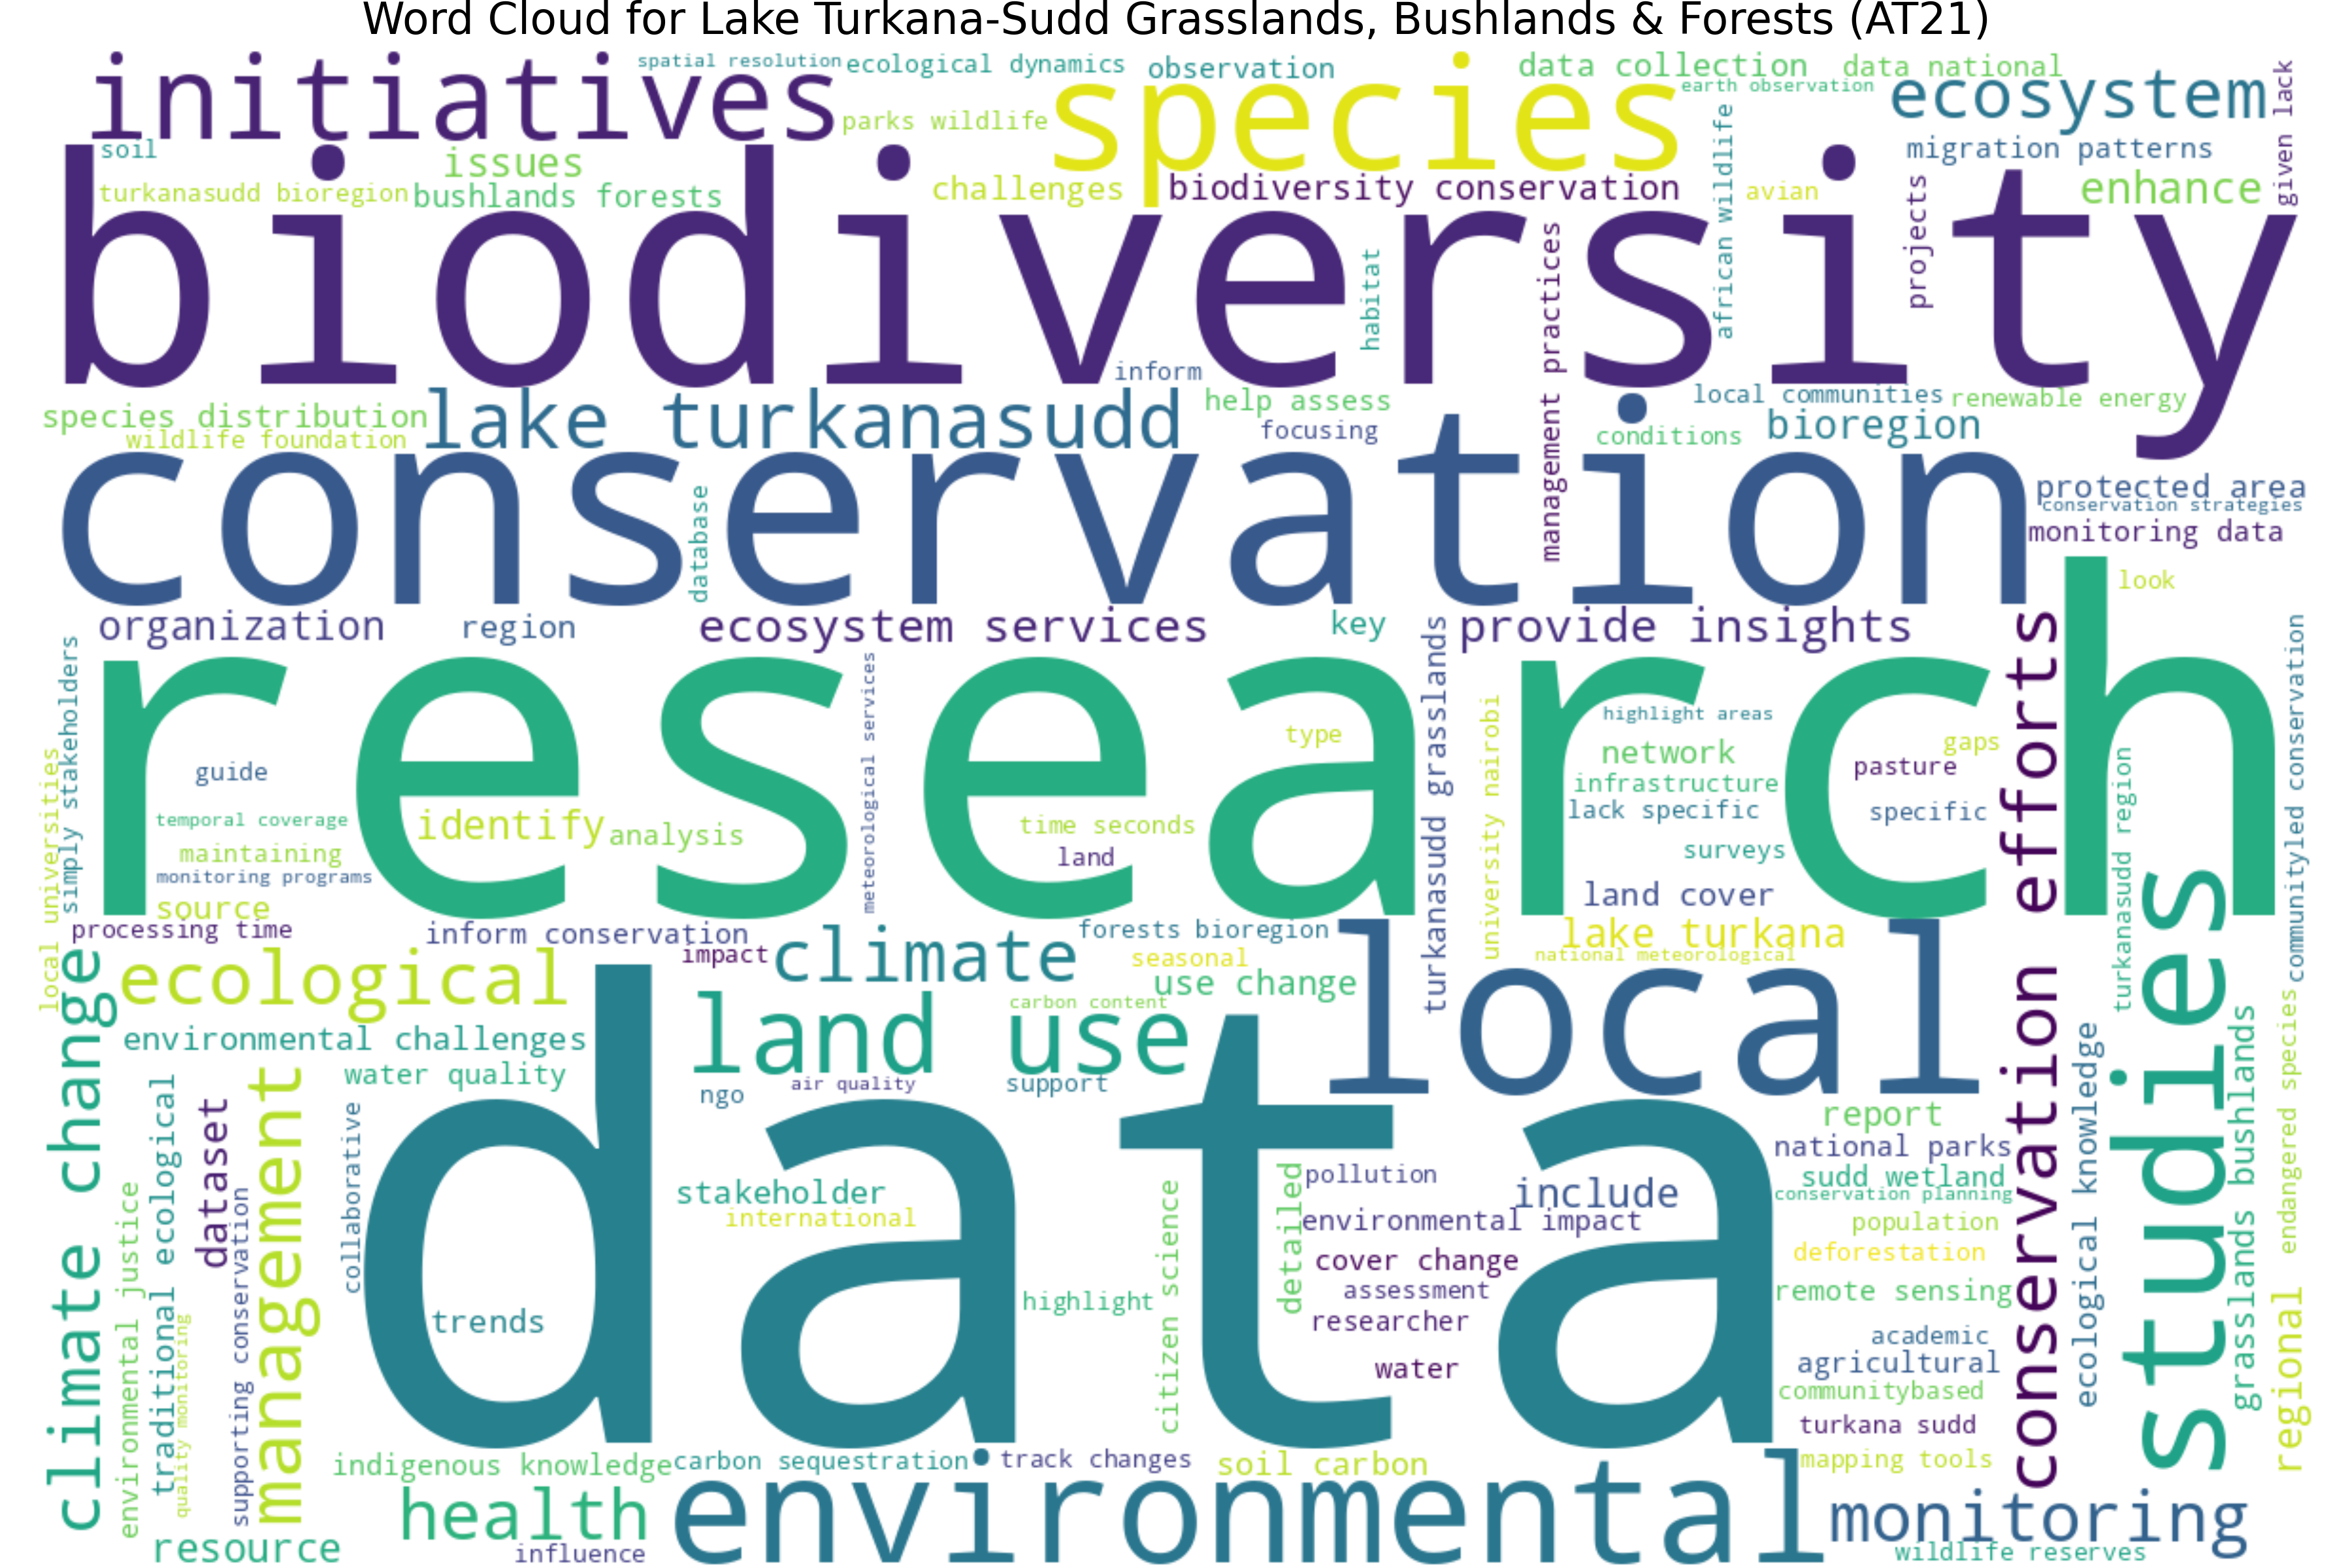 Word Cloud for Lake Turkana-Sudd Grasslands, Bushlands & Forests (AT21)
initiatives
spatial resolution
ecological dynamics
observation
species
data collection
data national
earth observation
ecosystem
given lack
parks wildlife
soil
issues
african wildlife
migration patterns
turkanasudd bioregion
bushlands forests
challenges
biodiversity conservation
avian
projects
enhance
biodiversity
habitat
management practices
inform
species distribution
wildlife foundation
lake turkanasudd
help assess
focusing
local communities
renewable energy
conditions
bioregion
conservation
database
protected area
conservation strategies
monitoring data
look
organization
region
ecosystem services
key
provide insights
research
simply stakeholders
local universities
meteorological services
turkanasudd grasslands
university nairobi
type
highlight areas
network
gaps
pasture
infrastructure
lack specific
specific
surveys
land cover
guide
temporal coverage
identify
analysis
time seconds
land
maintaining
monitoring programs
source
conservation efforts
turkanasudd region
communityled conservation
processing time
inform conservation
impact
climate
forests bioregion
seasonal
lake turkana
national meteorological
local
ecological
use change
carbon content
land use
climate change
environmental challenges
water quality
ngo
air quality
support
studies
ecological knowledge
grasslands bushlands
endangered species
regional
environmental justice
traditional ecological
quality monitoring
dataset
supporting conservation
management
collaborative
data
report
national parks
sudd wetland
conservation planning
population
deforestation
remote sensing
stakeholder
international
citizen science
detailed
pollution
include
environmental impact
cover change
assessment
researcher
water
highlight
trends
academic
agricultural
communitybased
turkana sudd
mapping tools
indigenous knowledge
carbon sequestration
track changes
soil carbon
health
environmental
monitoring
resource
influence
wildlife reserves